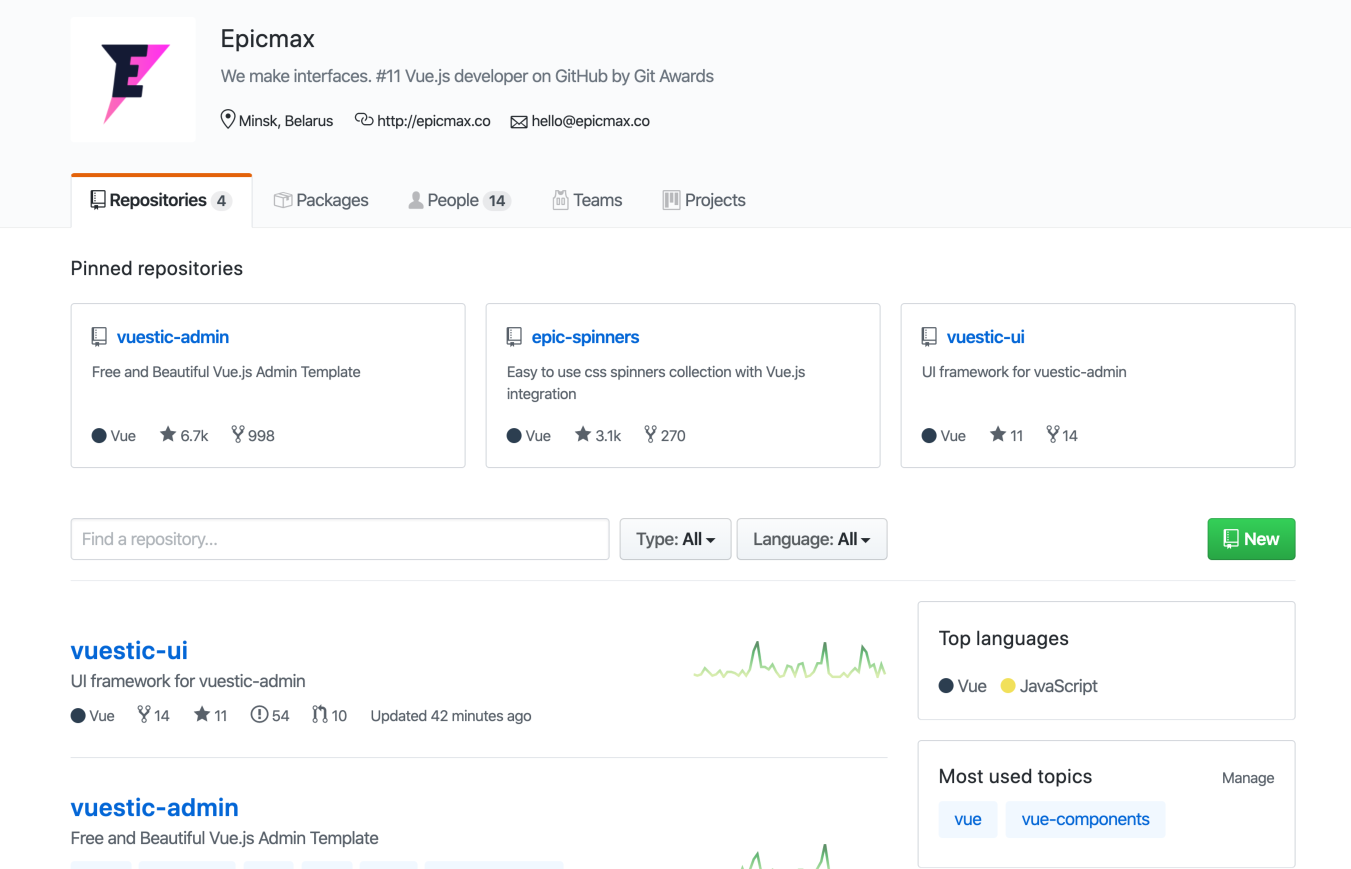 Epicmax
We make interfaces. #11 Vue.js developer on GitHub by Git Awards
Minsk, Belarus http://epicmax.co hello@epicmax.co
Repositories 4 Packages People 14 Teams Projects
Pinned repositories
vuestic-admin
Free and Beautiful Vue.js Admin Template
Vue 6.7k 998
epic-spinners
Easy to use css spinners collection with Vue.js
integration
Vue 3.1k 270
vuestic-ui
UI framework for vuestic-admin
Vue 11 14
Find a repository... Type: All Language: All New
vuestic-ui
UI framework for vuestic-admin
Vue 14 11 54 10 Updated 42 minutes ago
vuestic-admin
Free and Beautiful Vue.js Admin Template
Top languages
Vue JavaScript
Most used topics Manage
vue vue-components